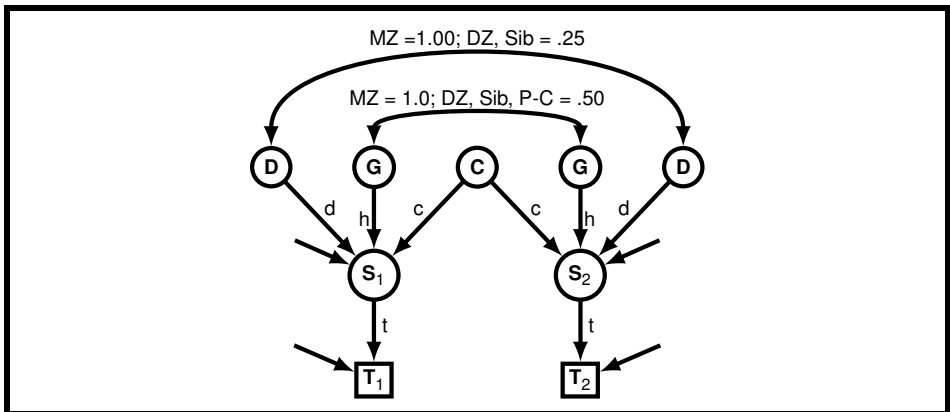 MZ =1.00; DZ, Sib = .25
MZ = 1.0; DZ, Sib, P-C = .50
D G C G D
d h c c h d
S1 S2
t t
T1 T2